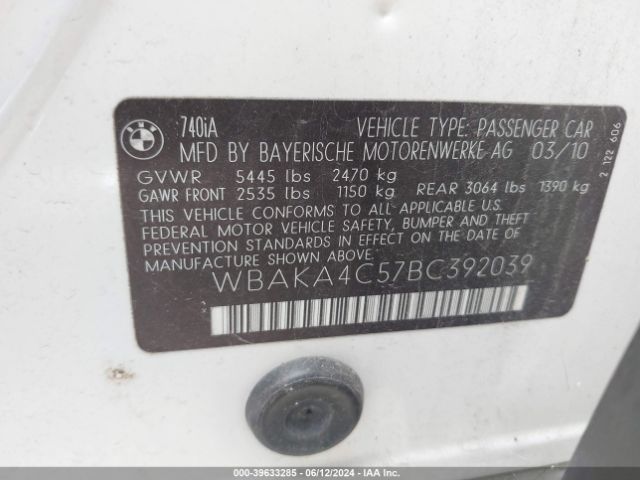 BMW
740iA VEHICLE TYPE: PASSENGER CAR
MFD BY BAYERISCHE MOTORENWERKE AG 03/10
GVWR 5445 lbs 2470 kg
GAWR FRONT 2535 lbs 1150 kg REAR 3064 lbs 1390 kg
THIS VEHICLE CONFORMS TO ALL APPLICABLE U.S.
FEDERAL MOTOR VEHICLE SAFETY, BUMPER AND THEFT
PREVENTION STANDARDS IN EFFECT ON THE DATE OF
MANUFACTURE SHOWN ABOVE.
WBAKA4C57BC392039
2 122 606
000-39633285 - 06/12/2024 - IAA Inc.